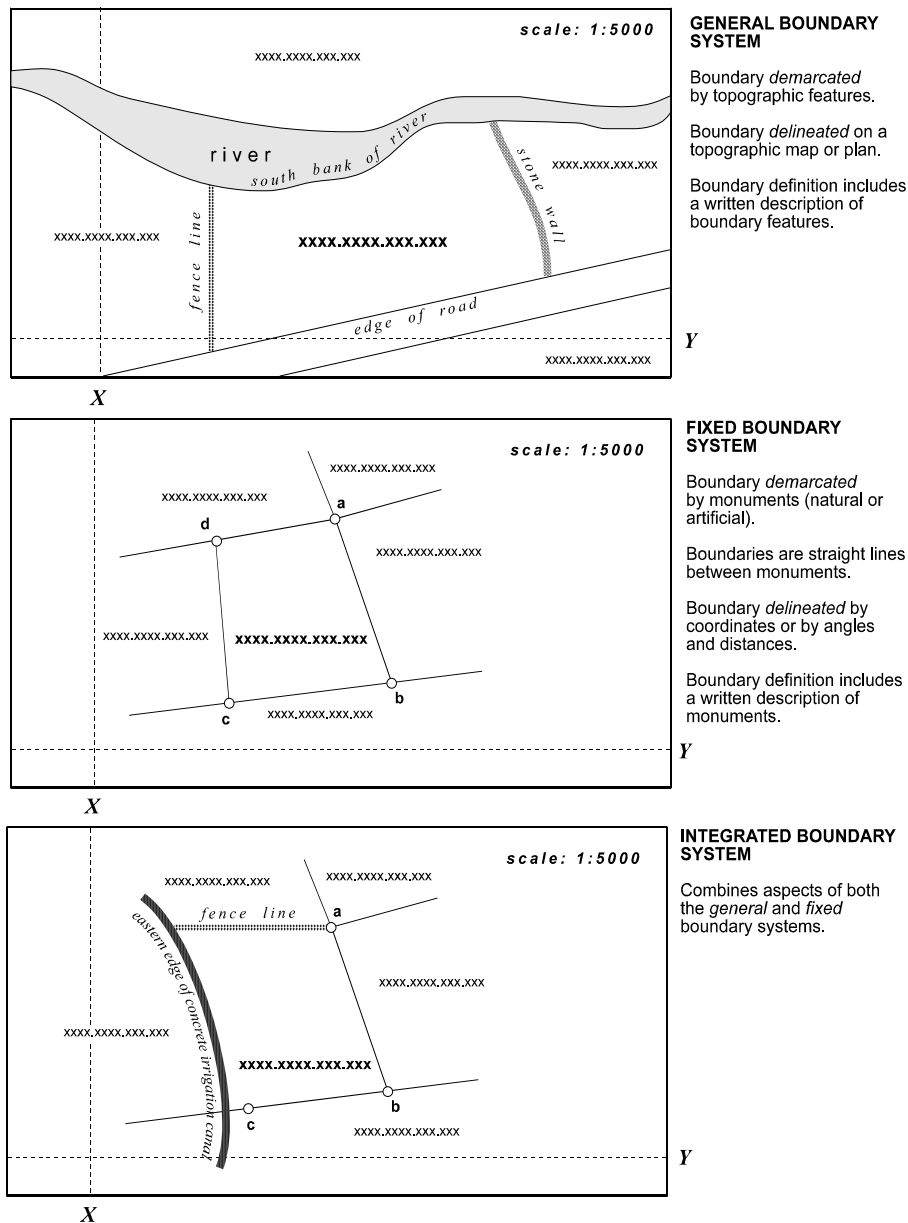 scale: 1:5000
xxxx.xxxx.xxx.xxx
river
south bank of river
stone wall
xxxx.xxxx.xxx.xxx
xxxx.xxxx.xxx.xxx
fence line
xxxx.xxxx.xxx.xxx
edge of road
xxxx.xxxx.xxx.xxx
Y
X
GENERAL BOUNDARY
SYSTEM
Boundary demarcated
by topographic features.
Boundary delineated on a
topographic map or plan.
Boundary definition includes
a written description of
boundary features.
scale: 1:5000
xxxx.xxxx.xxx.xxx
xxxx.xxxx.xxx.xxx
a
d
xxxx.xxxx.xxx.xxx
xxxx.xxxx.xxx.xxx
xxxx.xxxx.xxx.xxx
b
c
xxxx.xxxx.xxx.xxx
Y
X
FIXED BOUNDARY
SYSTEM
Boundary demarcated
by monuments (natural or
artificial).
Boundaries are straight lines
between monuments.
Boundary delineated by
coordinates or by angles
and distances.
Boundary definition includes
a written description of
monuments.
scale: 1:5000
xxxx.xxxx.xxx.xxx
xxxx.xxxx.xxx.xxx
fence line
a
eastern edge of concrete irrigation canal
xxxx.xxxx.xxx.xxx
xxxx.xxxx.xxx.xxx
xxxx.xxxx.xxx.xxx
b
c
xxxx.xxxx.xxx.xxx
Y
X
INTEGRATED BOUNDARY
SYSTEM
Combines aspects of both
the general and fixed
boundary systems.